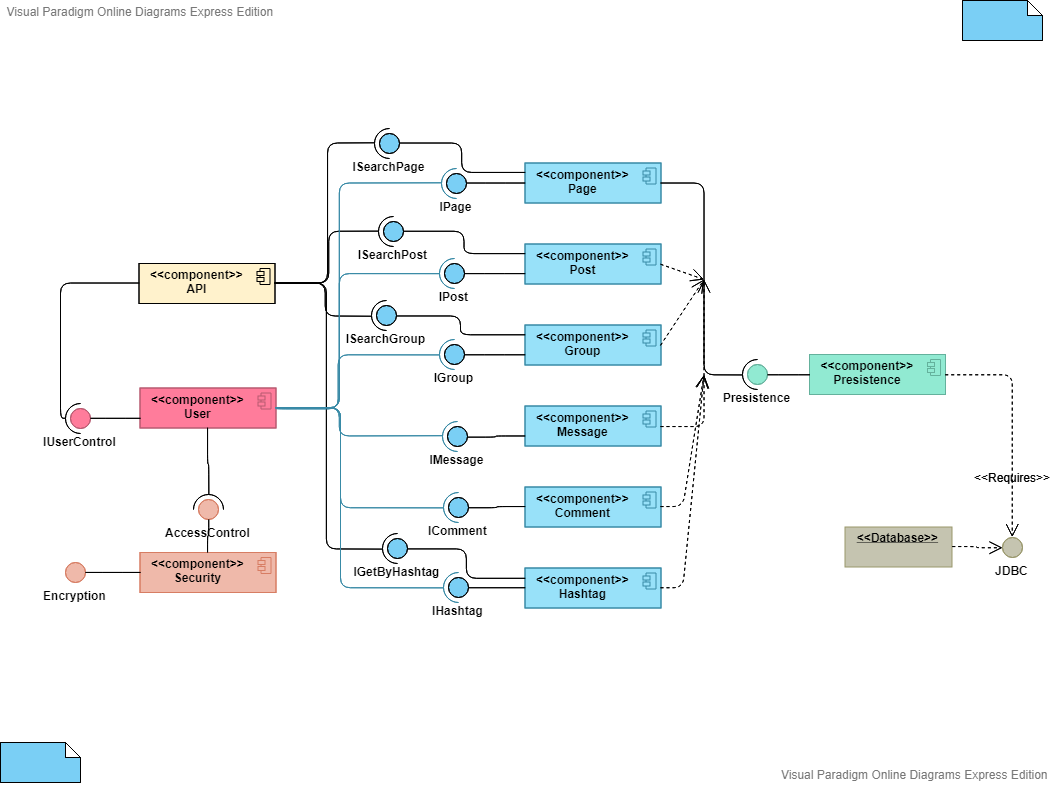 Visual Paradigm Online Diagrams Express Edition
ISearchPage
<<component>>
Page
IPage
ISearchPost
<<component>>
Post
IPost
<<component>>
API
ISearchGroup
<<component>>
Group
IGroup
<<component>>
Presistence
Presistence
<<component>>
User
IUserControl
<<component>>
Message
IMessage
<<Requires>>
<<component>>
Comment
IComment
AccessControl
<<Database>>
JDBC
<<component>>
Security
Encryption
IGetByHashtag
<<component>>
Hashtag
IHashtag
Visual Paradigm Online Diagrams Express Edition